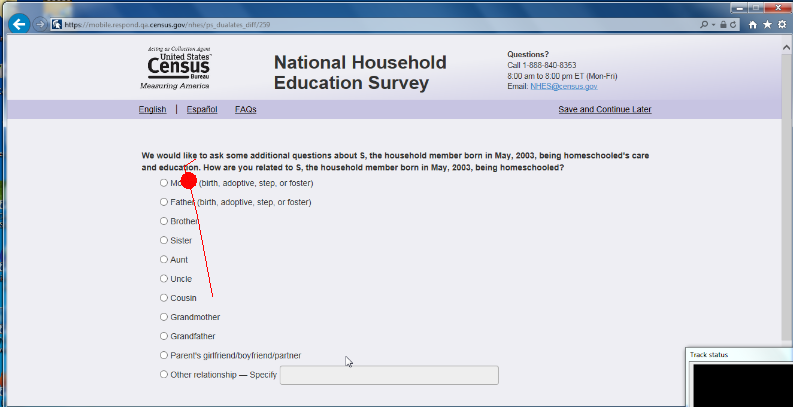 https://mobile.respond.qa.census.gov/nhes/ps_dualates_diff/259
Acting as Collection Agent
United States®
Census
Bureau
Measuring America
National Household
Education Survey
Questions?
Call 1-888-840-8353
8:00 am to 8:00 pm ET (Mon-Fri)
Email: NHES@census.gov
English | Español FAQs Save and Continue Later
We would like to ask some additional questions about S, the household member born in May, 2003, being homeschooled's care
and education. How are you related to S, the household member born in May, 2003, being homeschooled?
(birth, adoptive, step, or foster)
Father (birth, adoptive, step, or foster)
Brother
Sister
Aunt
Uncle
Cousin
Grandmother
Grandfather
Parent's girlfriend/boyfriend/partner
Other relationship — Specify
Track status